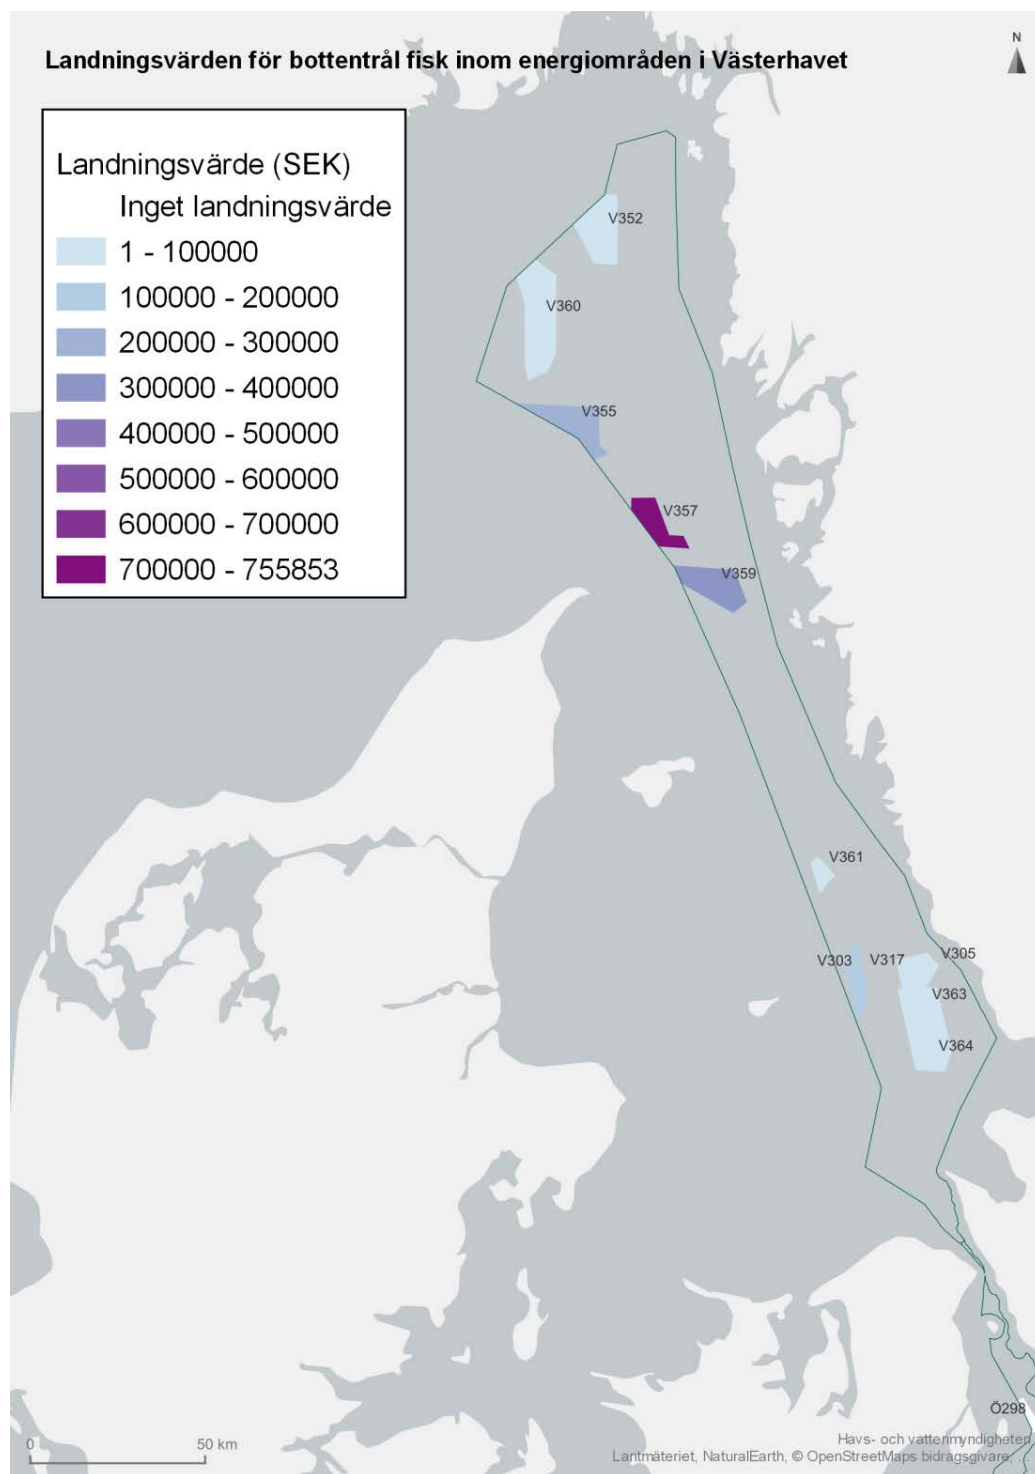 Landningsvärden för bottentrål fisk inom energiområden i Västerhavet
N
Landningsvärde (SEK)
Inget landningsvärde
1 - 100000
100000 - 200000
200000 - 300000
300000 - 400000
400000 - 500000
500000 - 600000
600000 - 700000
700000 - 755853
V352
V360
V355
V357
V359
V361
V303
V317
V305
V363
V364
Ö298
0
50 km
Havs- och vattenmyndigheten,
Lantmäteriet, NaturalEarth, © OpenStreetMaps bidragsgivare, ...